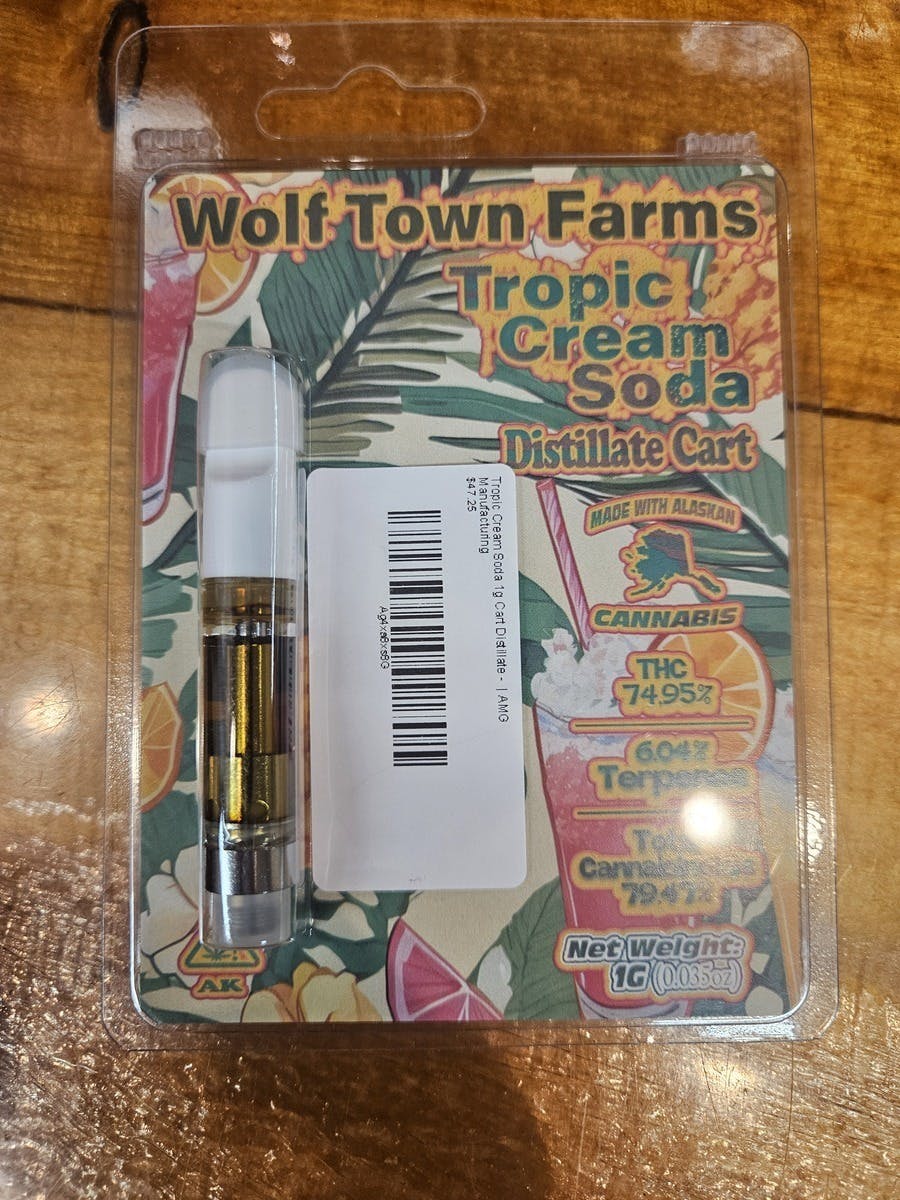 Wolf Town Farms
Tropic
Cream
Soda
Distillate Cart
MADE WITH ALASKAN
CANNABIS
THC
74.95%
6.04%
Terpenes
Total
Cannabinoids
79.47%
Net Weight:
1G (0.035oz)
Tropic Cream Soda 1g Cart Distillate - | AMG
Manufacturing
$47.25
AK